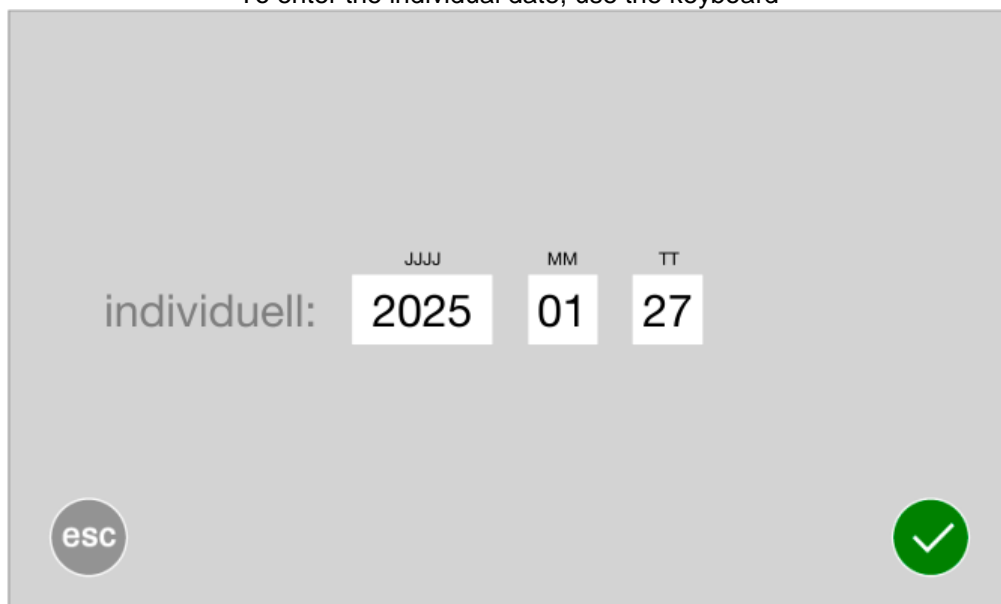 To enter the individual date, use the keyboard
JJJJ MM TT
individuell: 2025 01 27
esc